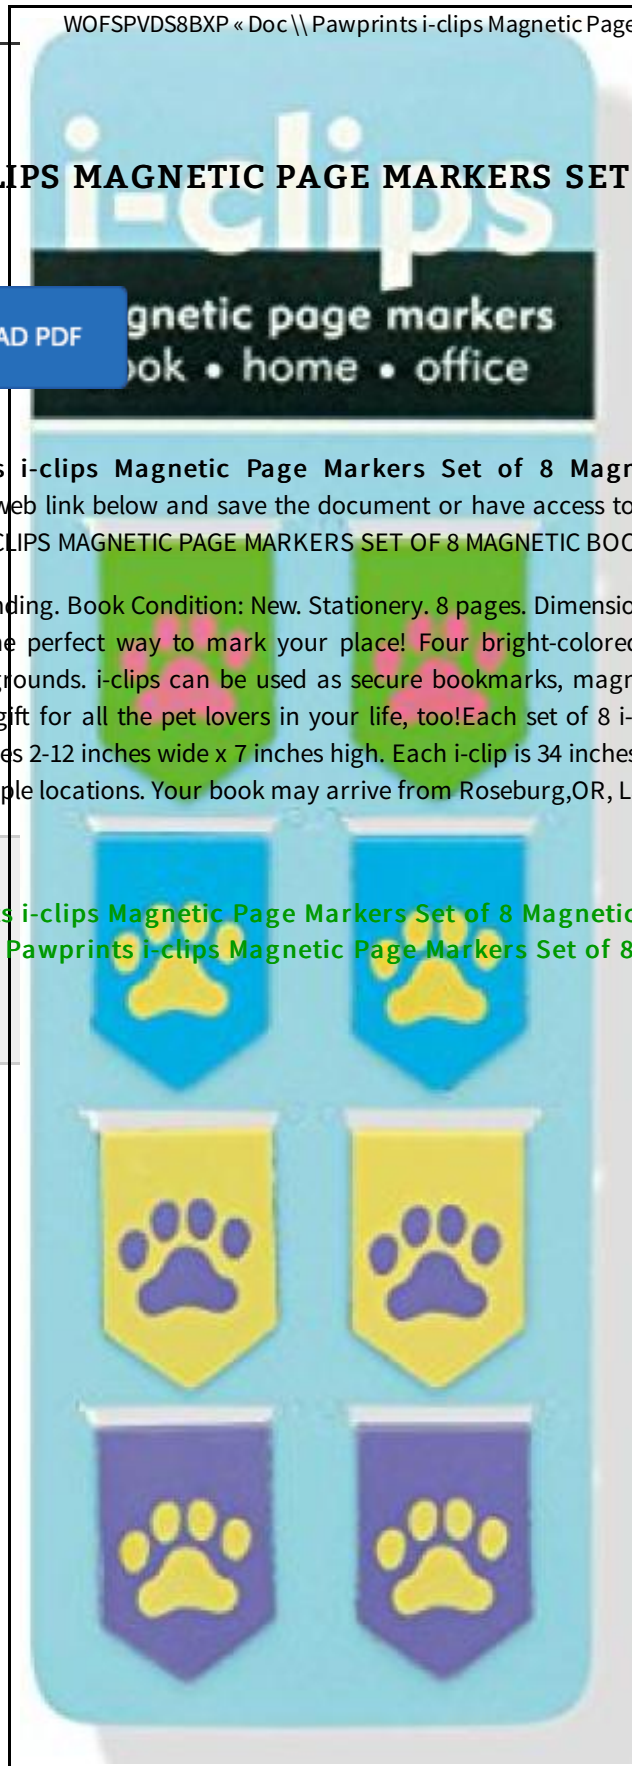 WOFSPVDS8BXP « Doc \\ Pawprints i-clips Magnetic Page
i-clips
LIPS MAGNETIC PAGE MARKERS SET
gnetic page markers
AD PDF
ook • home • office
s i-clips Magnetic Page Markers Set of 8 Magn
web link below and save the document or have access to
CLIPS MAGNETIC PAGE MARKERS SET OF 8 MAGNETIC BOO
nding. Book Condition: New. Stationery. 8 pages. Dimensio
he perfect way to mark your place! Four bright-colored
grounds. i-clips can be used as secure bookmarks, magn
gift for all the pet lovers in your life, too!Each set of 8 i-
es 2-12 inches wide x 7 inches high. Each i-clip is 34 inches
ple locations. Your book may arrive from Roseburg,OR, L
s i-clips Magnetic Page Markers Set of 8 Magnetic
Pawprints i-clips Magnetic Page Markers Set of 8